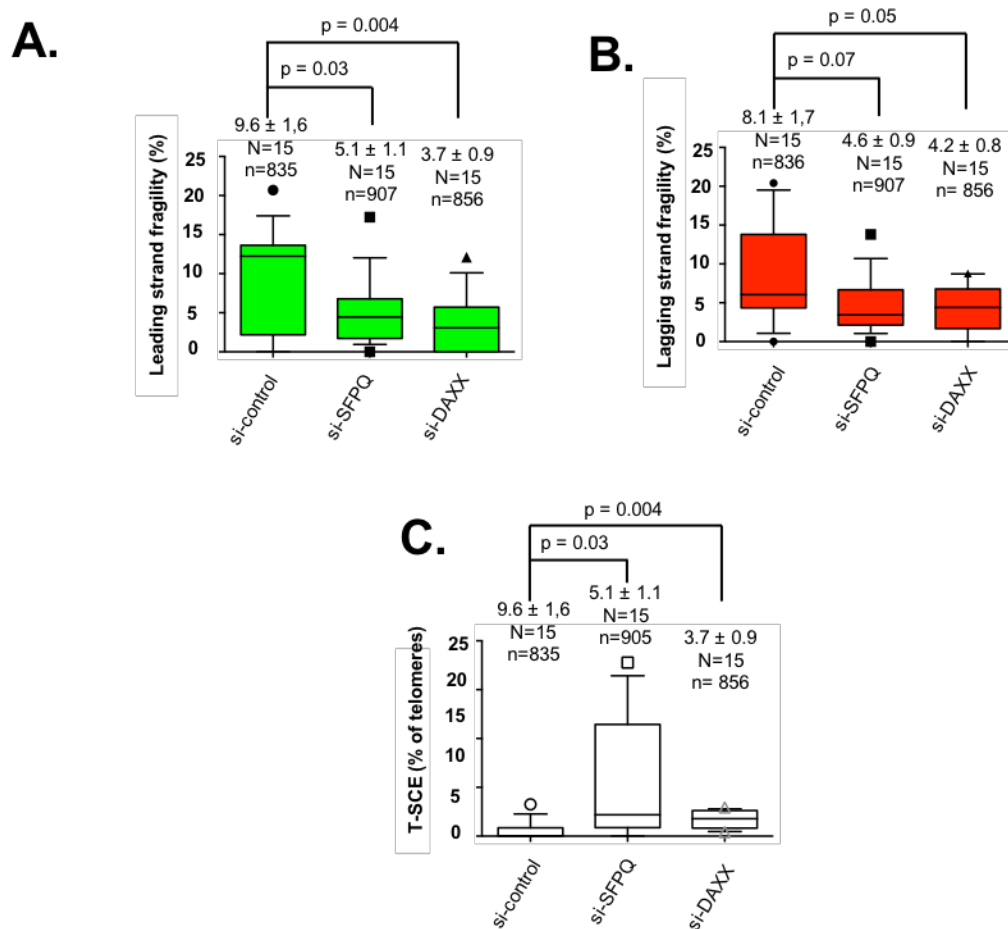 A.
p = 0.004
p = 0.03
9.6 ± 1,6
N=15
n=835
5.1 ± 1.1
N=15
n=907
3.7 ± 0.9
N=15
n=856
Leading strand fragility (%)
25
20
15
10
5
0
si-control
si-SFPQ
si-DAXX
B.
p = 0.05
p = 0.07
8.1 ± 1,7
N=15
n=836
4.6 ± 0.9
N=15
n=907
4.2 ± 0.8
N=15
n= 856
Lagging strand fragility (%)
25
20
15
10
5
0
si-control
si-SFPQ
si-DAXX
C.
p = 0.004
p = 0.03
9.6 ± 1,6
N=15
n=835
5.1 ± 1.1
N=15
n=905
3.7 ± 0.9
N=15
n= 856
T-SCE (% of telomeres)
25
20
15
10
5
0
si-control
si-SFPQ
si-DAXX